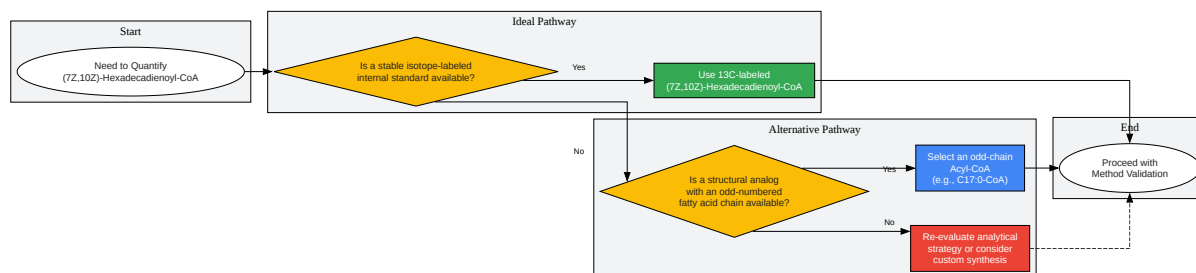 Start
Need to Quantify
(7Z,10Z)-Hexadecadienoyl-CoA
Ideal Pathway
Is a stable isotope-labeled
internal standard available?
Yes
Use 13C-labeled
(7Z,10Z)-Hexadecadienoyl-CoA
No
Alternative Pathway
Is a structural analog
with an odd-numbered
fatty acid chain available?
Yes
Select an odd-chain
Acyl-CoA
(e.g., C17:0-CoA)
No
Re-evaluate analytical
strategy or consider
custom synthesis
End
Proceed with
Method Validation